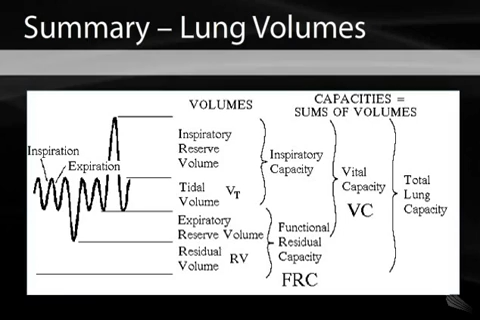 Summary – Lung Volumes
VOLUMES
CAPACITIES =
SUMS OF VOLUMES
Inspiration
Expiration
Inspiratory
Reserve
Volume
Tidal
Volume
VT
Expiratory
Reserve Volume
Residual
Volume
RV
Inspiratory
Capacity
Functional
Residual
Capacity
FRC
Vital
Capacity
VC
Total
Lung
Capacity